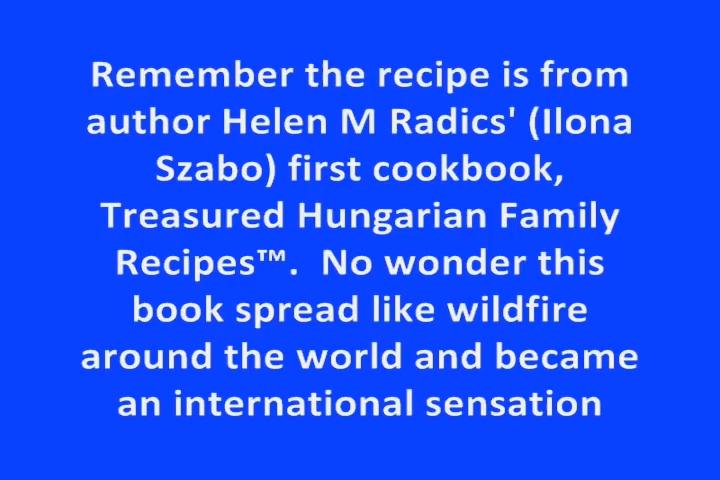 Remember the recipe is from
author Helen M Radics' (Ilona
Szabo) first cookbook,
Treasured Hungarian Family
Recipes™.  No wonder this
book spread like wildfire
around the world and became
an international sensation